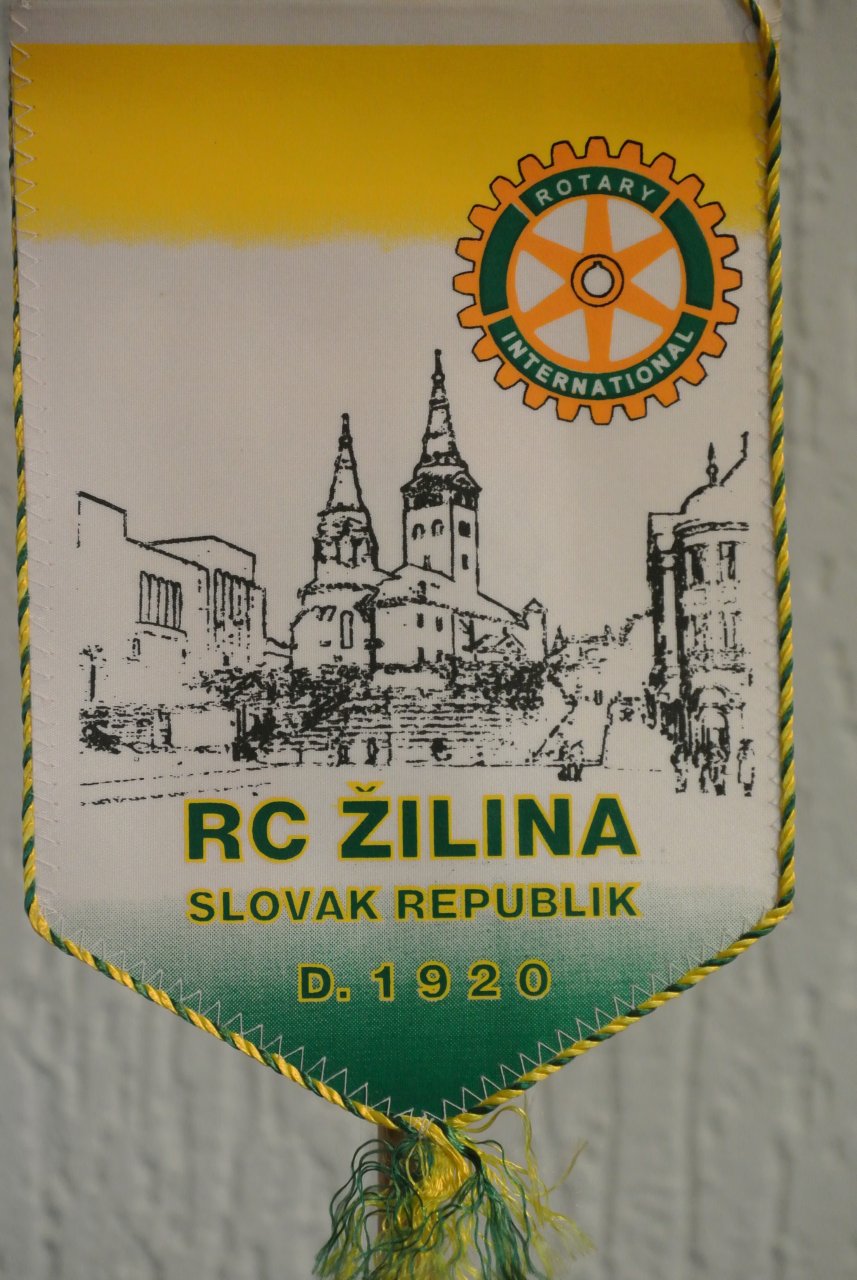 ROTARY
INTERNATIONAL
RC ŽILINA
SLOVAK REPUBLIK
D. 1920